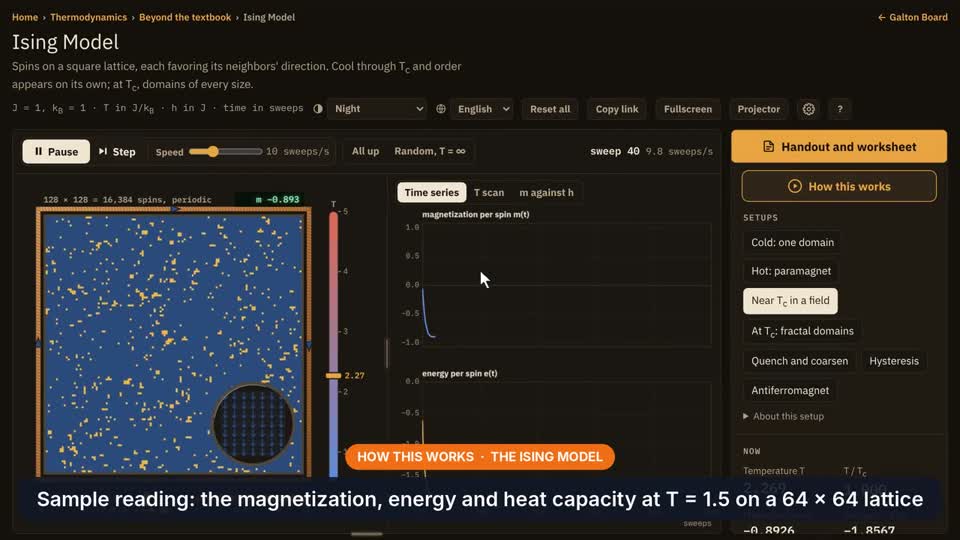 Home › Thermodynamics › Beyond the textbook › Ising Model
← Galton Board
Ising Model
Spins on a square lattice, each favoring its neighbors' direction. Cool through Tc and order
appears on its own; at Tc, domains of every size.
J = 1, kB = 1 · T in J/kB · h in J · time in sweeps
Night
English
Reset all
Copy link
Fullscreen
Projector
?
Pause
Step
Speed
10 sweeps/s
All up
Random, T = ∞
sweep 40 9.8 sweeps/s
Handout and worksheet
How this works
128 × 128 = 16,384 spins, periodic
m −0.893
T
5
4
3
2.27
2
Time series
T scan
m against h
magnetization per spin m(t)
1.0
0.5
0.0
−0.5
−1.0
energy per spin e(t)
0.0
−0.5
−1.5
sweeps
SETUPS
Cold: one domain
Hot: paramagnet
Near Tc in a field
At Tc: fractal domains
Quench and coarsen
Hysteresis
Antiferromagnet
▸ About this setup
NOW
Temperature T
T / Tc
−0.8926
−1.8567
HOW THIS WORKS · THE ISING MODEL
Sample reading: the magnetization, energy and heat capacity at T = 1.5 on a 64 × 64 lattice